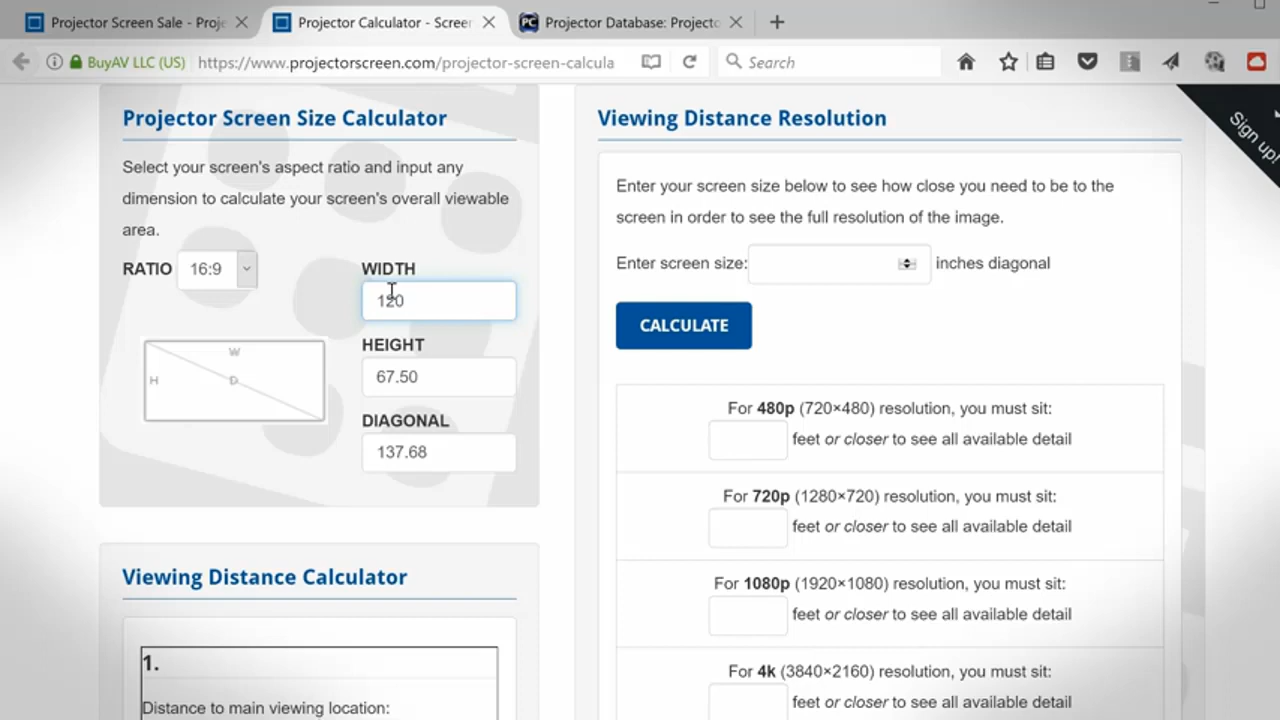 Projector Screen Sale - Proje
Projector Calculator - Screen
PC Projector Database: Projecto
BuyAV LLC (US) https://www.projectorscreen.com/projector-screen-calcula
Search
Sign up!
Projector Screen Size Calculator
Select your screen's aspect ratio and input any
dimension to calculate your screen's overall viewable
area.
RATIO 16:9
WIDTH
120
HEIGHT
67.50
DIAGONAL
137.68
W
H
D
Viewing Distance Calculator
1.
Distance to main viewing location:
Viewing Distance Resolution
Enter your screen size below to see how close you need to be to the
screen in order to see the full resolution of the image.
Enter screen size: inches diagonal
CALCULATE
For 480p (720×480) resolution, you must sit:
feet or closer to see all available detail
For 720p (1280×720) resolution, you must sit:
feet or closer to see all available detail
For 1080p (1920×1080) resolution, you must sit:
feet or closer to see all available detail
For 4k (3840×2160) resolution, you must sit:
feet or closer to see all available detail